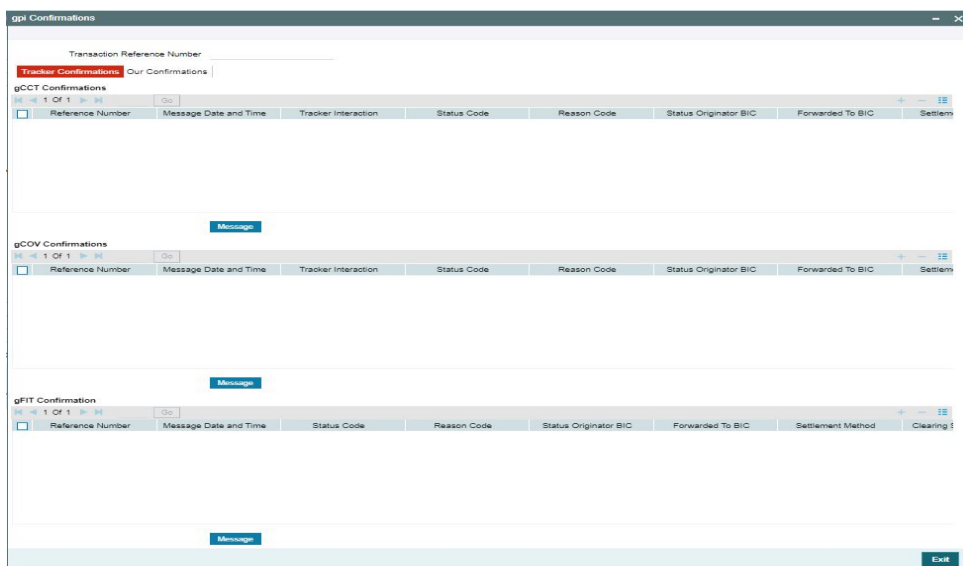 gpi Confirmations
Transaction Reference Number
Tracker Confirmations Our Confirmations
gCCT Confirmations
1 Of 1 Go
Reference Number Message Date and Time Tracker Interaction Status Code Reason Code Status Originator BIC Forwarded To BIC Settlem
Message
gCOV Confirmations
1 Of 1 Go
Reference Number Message Date and Time Tracker Interaction Status Code Reason Code Status Originator BIC Forwarded To BIC Settlem
Message
gFIT Confirmation
1 Of 1 Go
Reference Number Message Date and Time Status Code Reason Code Status Originator BIC Forwarded To BIC Settlement Method Clearing S
Message
Exit